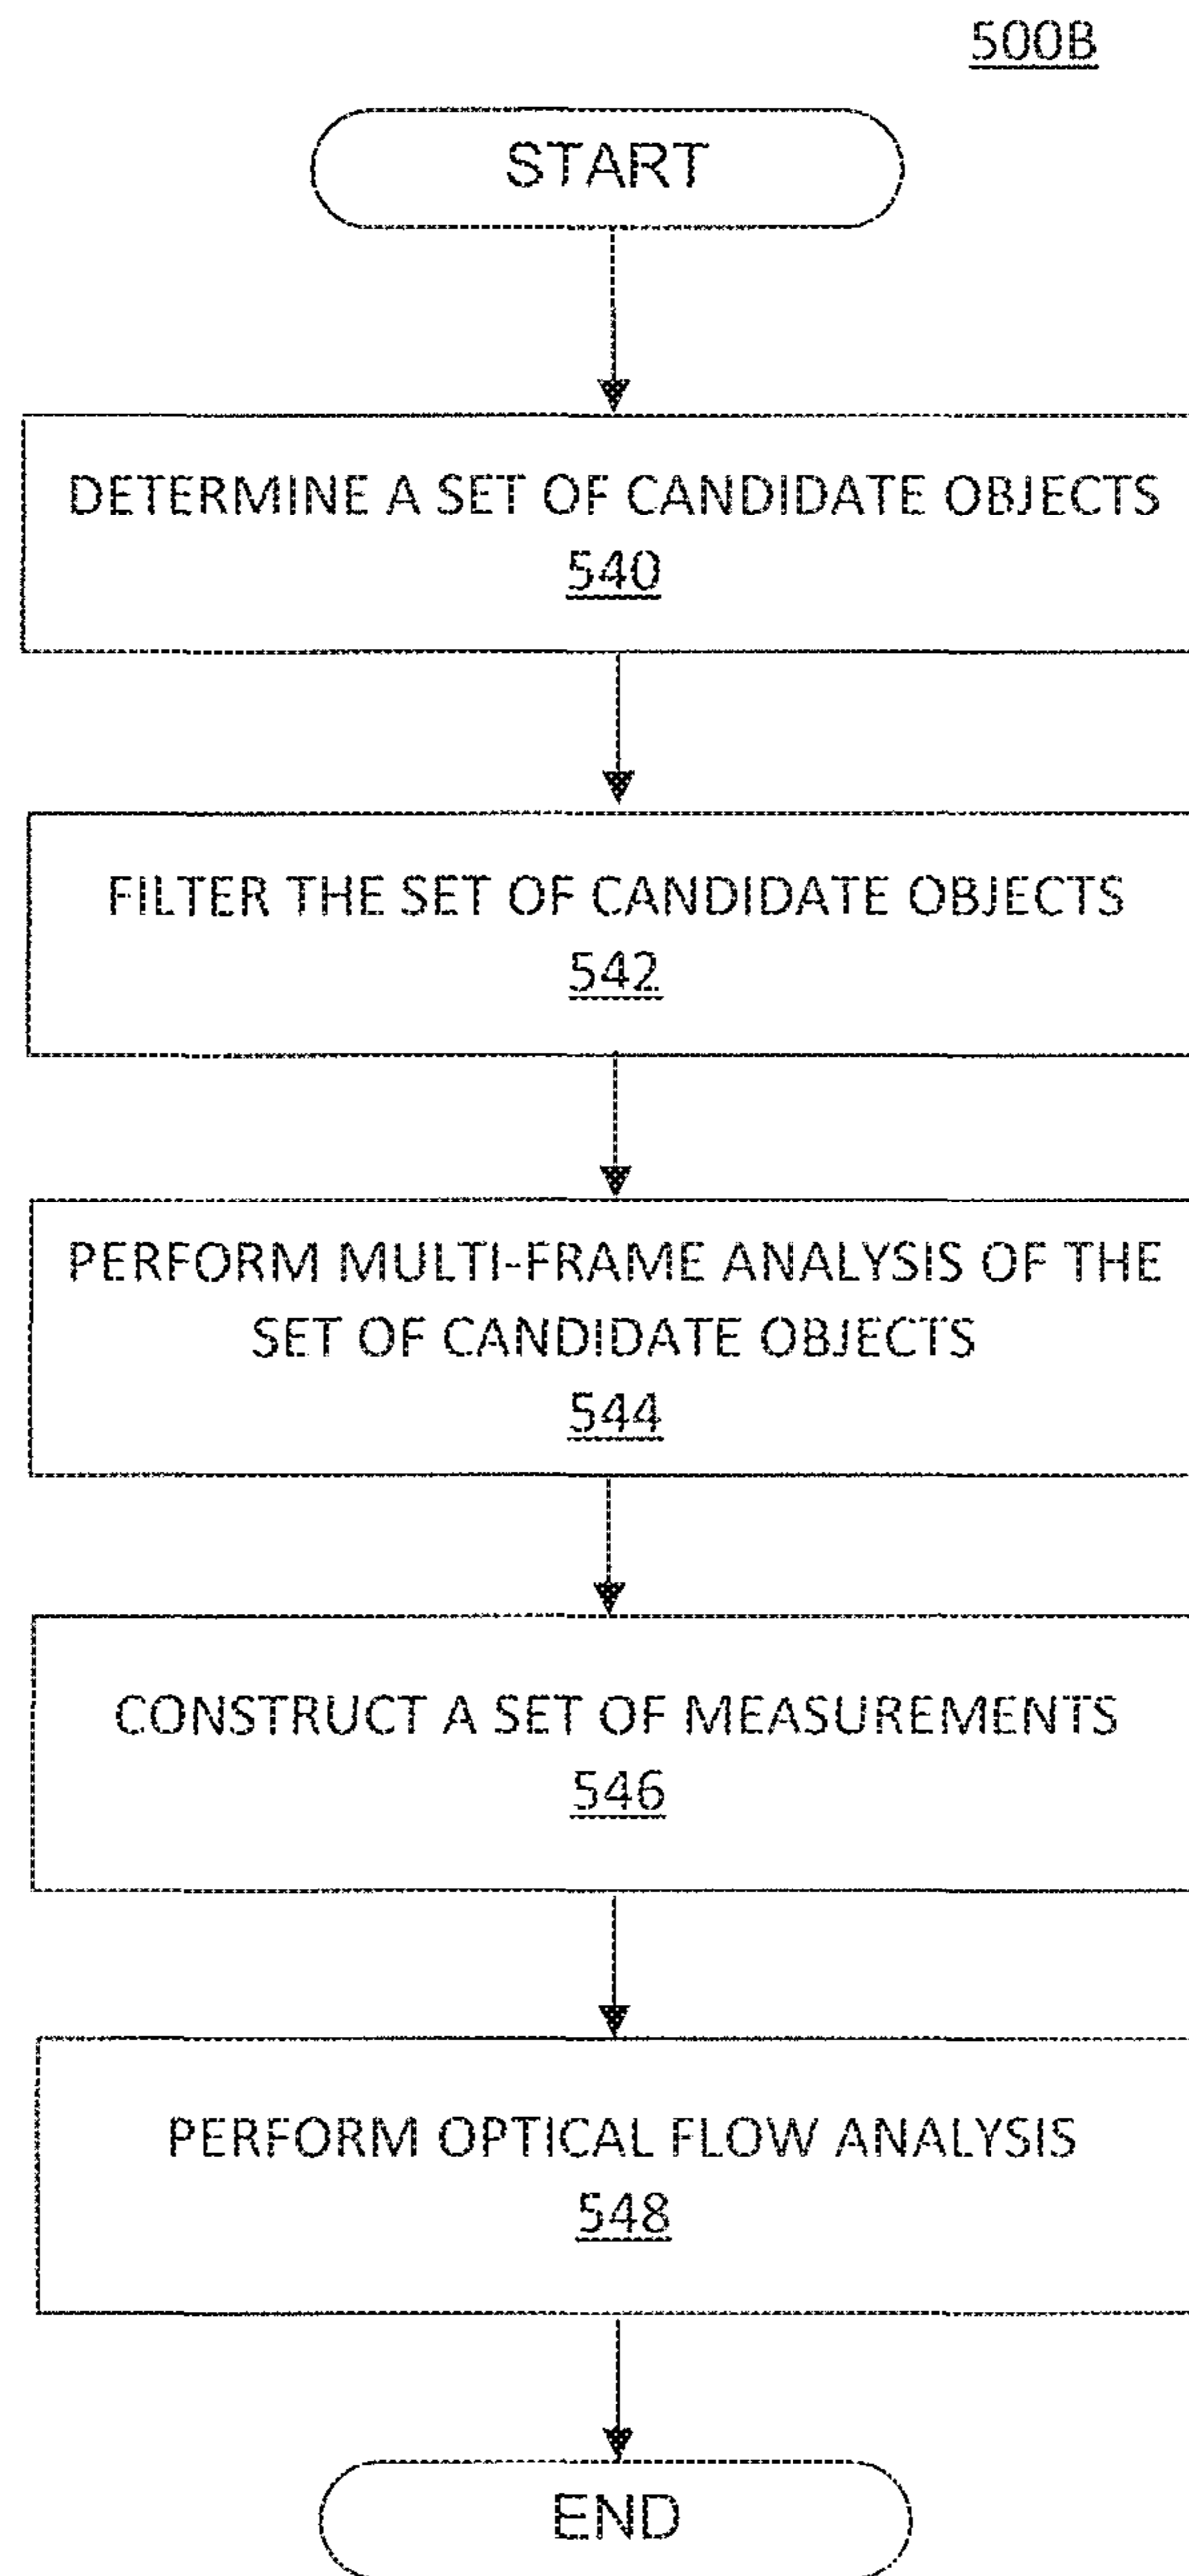 500B
START
DETERMINE A SET OF CANDIDATE OBJECTS
540
FILTER THE SET OF CANDIDATE OBJECTS
542
PERFORM MULTI-FRAME ANALYSIS OF THE
SET OF CANDIDATE OBJECTS
544
CONSTRUCT A SET OF MEASUREMENTS
546
PERFORM OPTICAL FLOW ANALYSIS
548
END